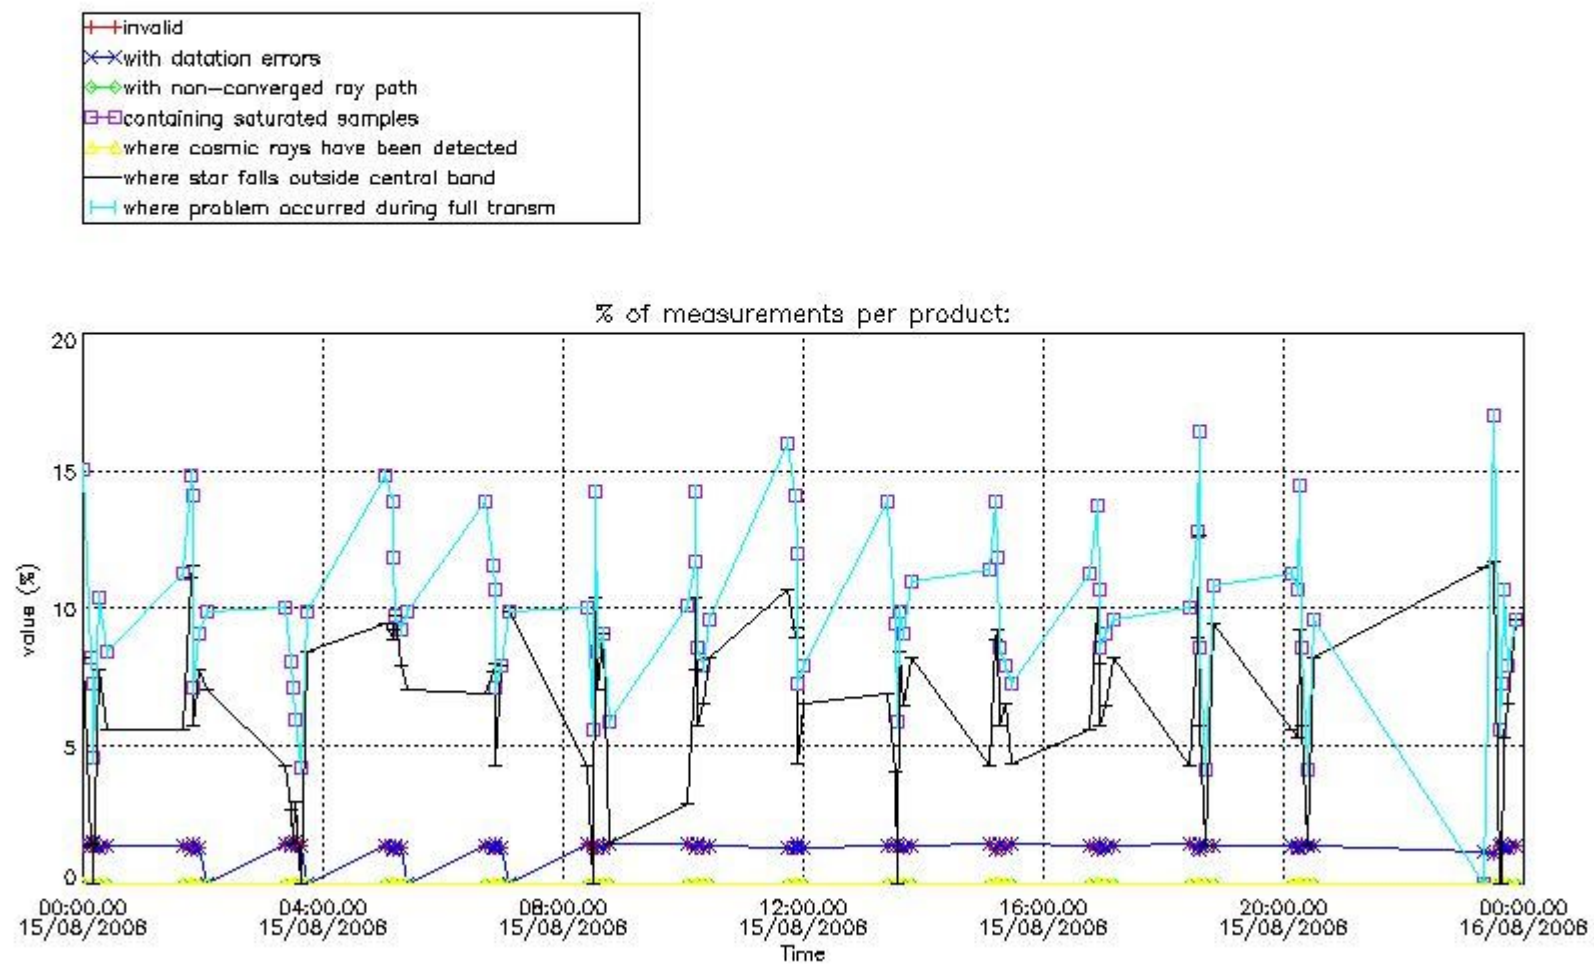 invalid
with datation errors
with non-converged ray path
containing saturated samples
where cosmic rays have been detected
where star falls outside central band
where problem occurred during full transm
% of measurements per product:
20
15
10
5
0
value (%)
00:00.00 04:00.00 08:00.00 12:00.00 16:00.00 20:00.00 00:00.00
15/08/2008 15/08/2008 15/08/2008 15/08/2008 15/08/2008 15/08/2008 16/08/2008
Time